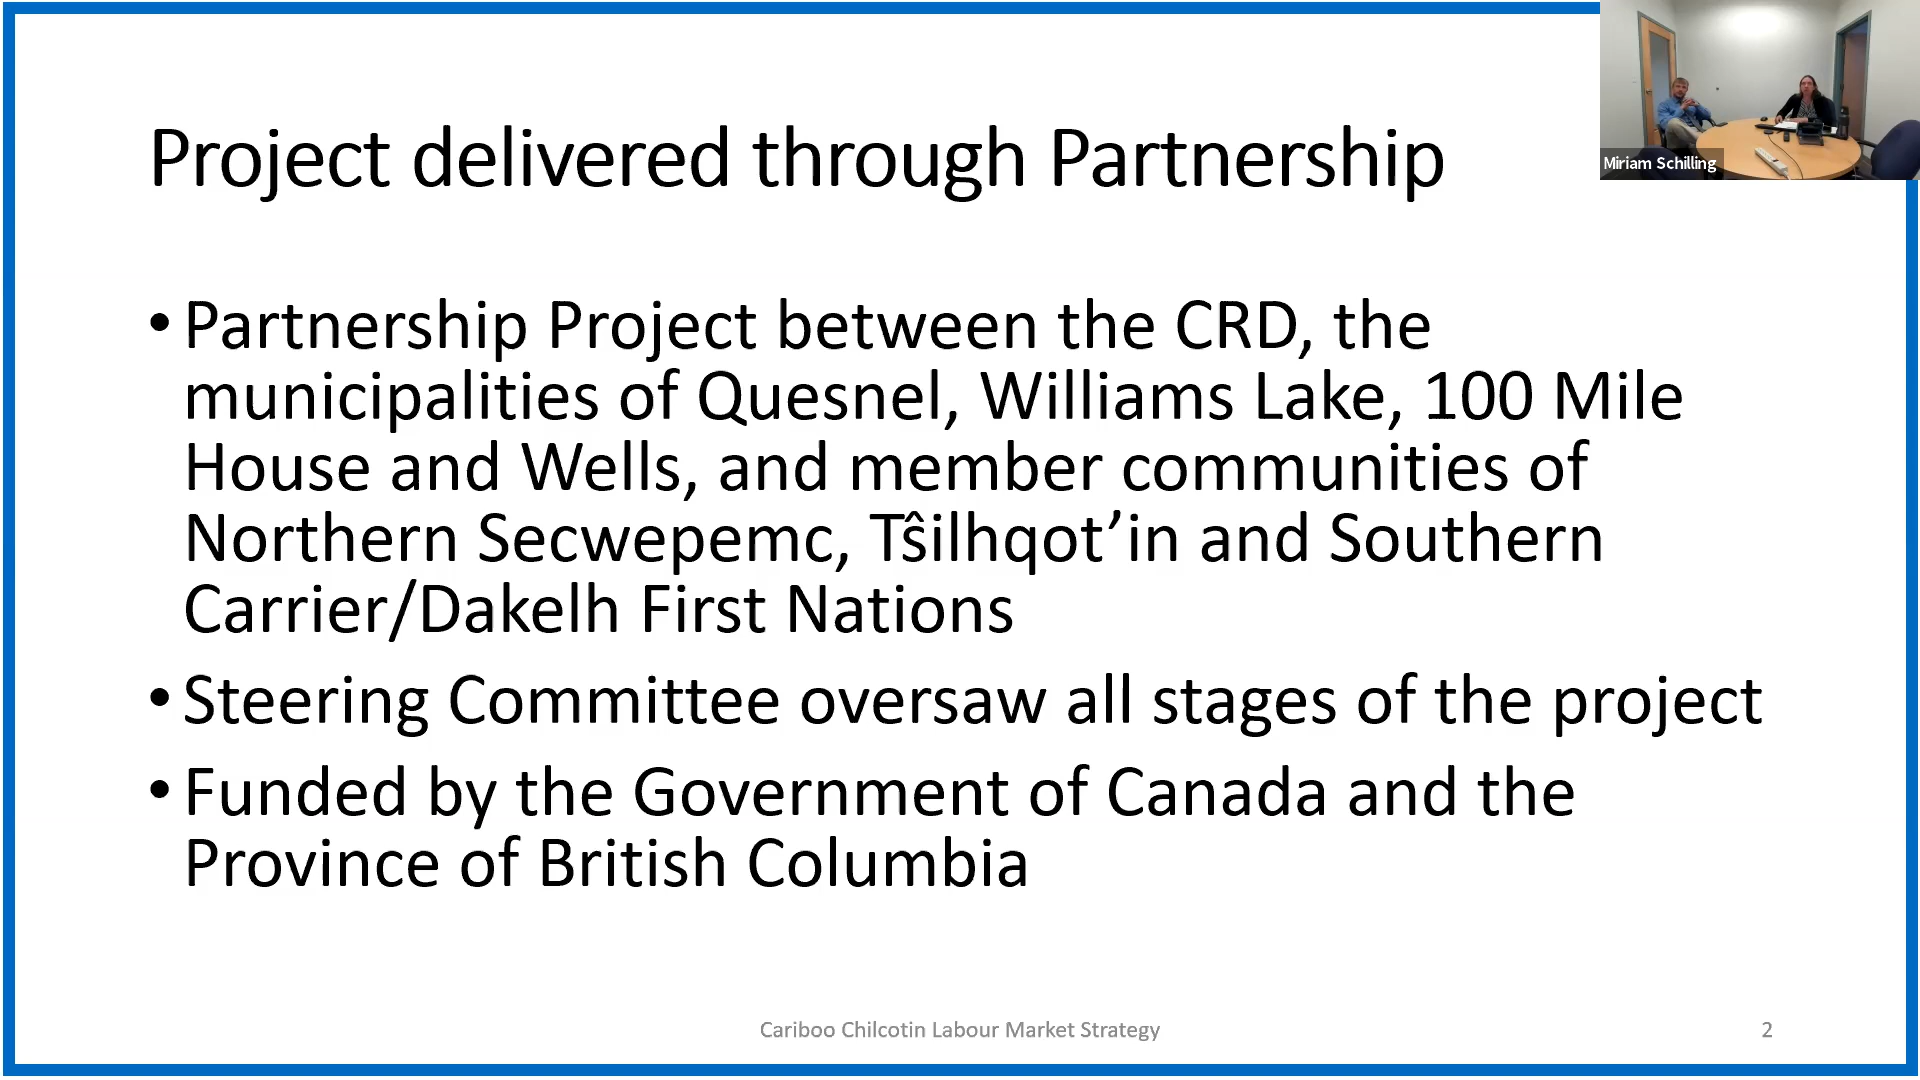 Project delivered through Partnership
Miriam Schilling
• Partnership Project between the CRD, the
municipalities of Quesnel, Williams Lake, 100 Mile
House and Wells, and member communities of
Northern Secwepemc, Tŝilhqot’in and Southern
Carrier/Dakelh First Nations
• Steering Committee oversaw all stages of the project
• Funded by the Government of Canada and the
Province of British Columbia
Cariboo Chilcotin Labour Market Strategy
2